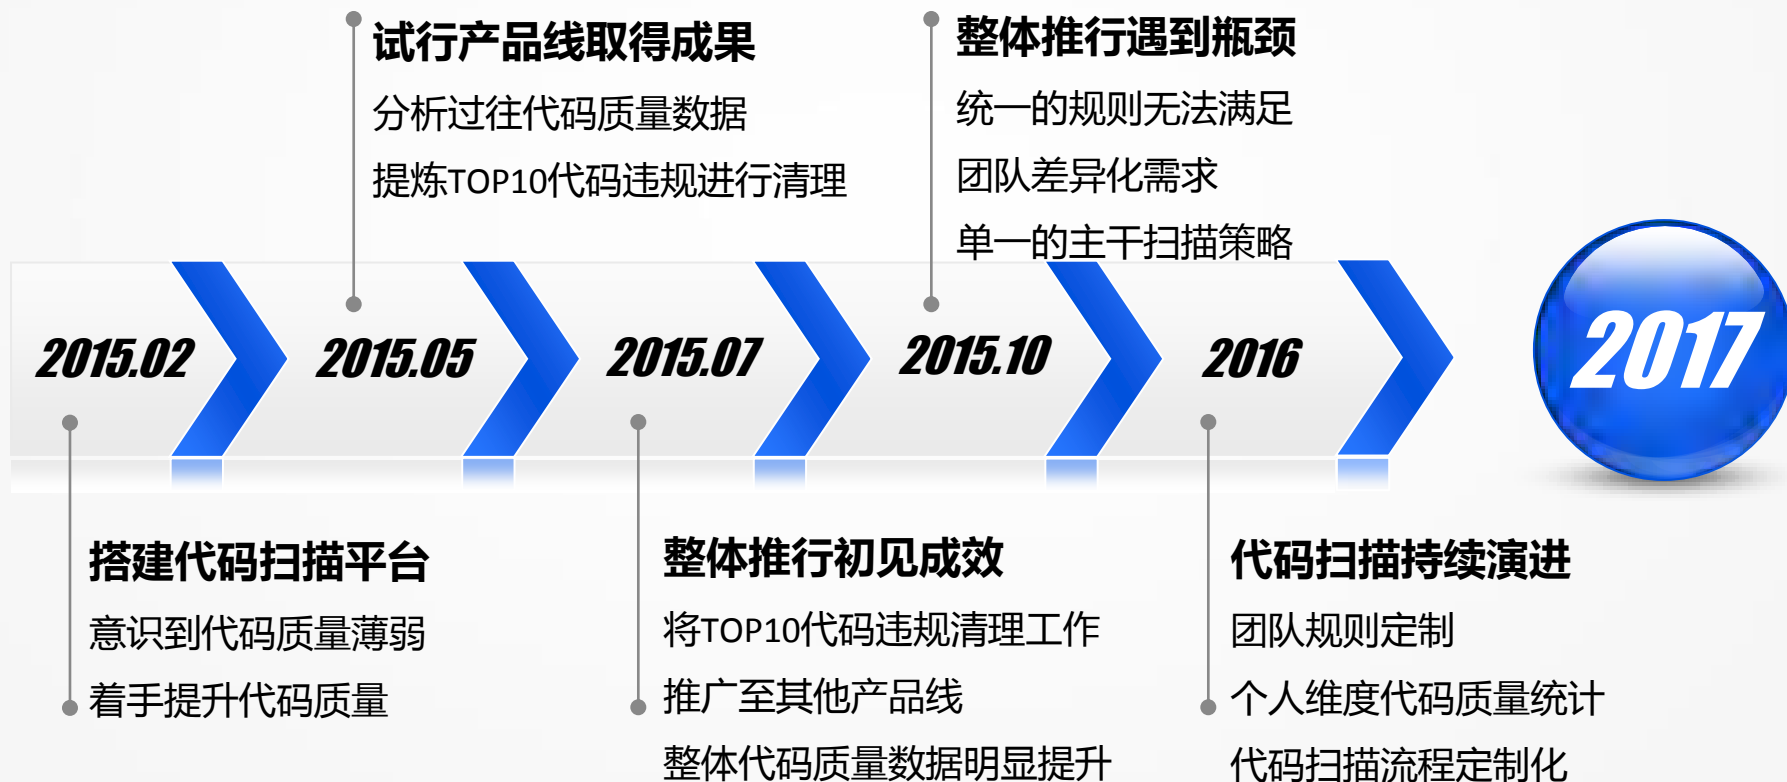 试行产品线取得成果
分析过往代码质量数据
提炼TOP10代码违规进行清理
整体推行遇到瓶颈
统一的规则无法满足
团队差异化需求
单一的主干扫描策略
2015.02
2015.05
2015.07
2015.10
2016
2017
搭建代码扫描平台
意识到代码质量薄弱
着手提升代码质量
整体推行初见成效
将TOP10代码违规清理工作
推广至其他产品线
整体代码质量数据明显提升
代码扫描持续演进
团队规则定制
个人维度代码质量统计
代码扫描流程定制化